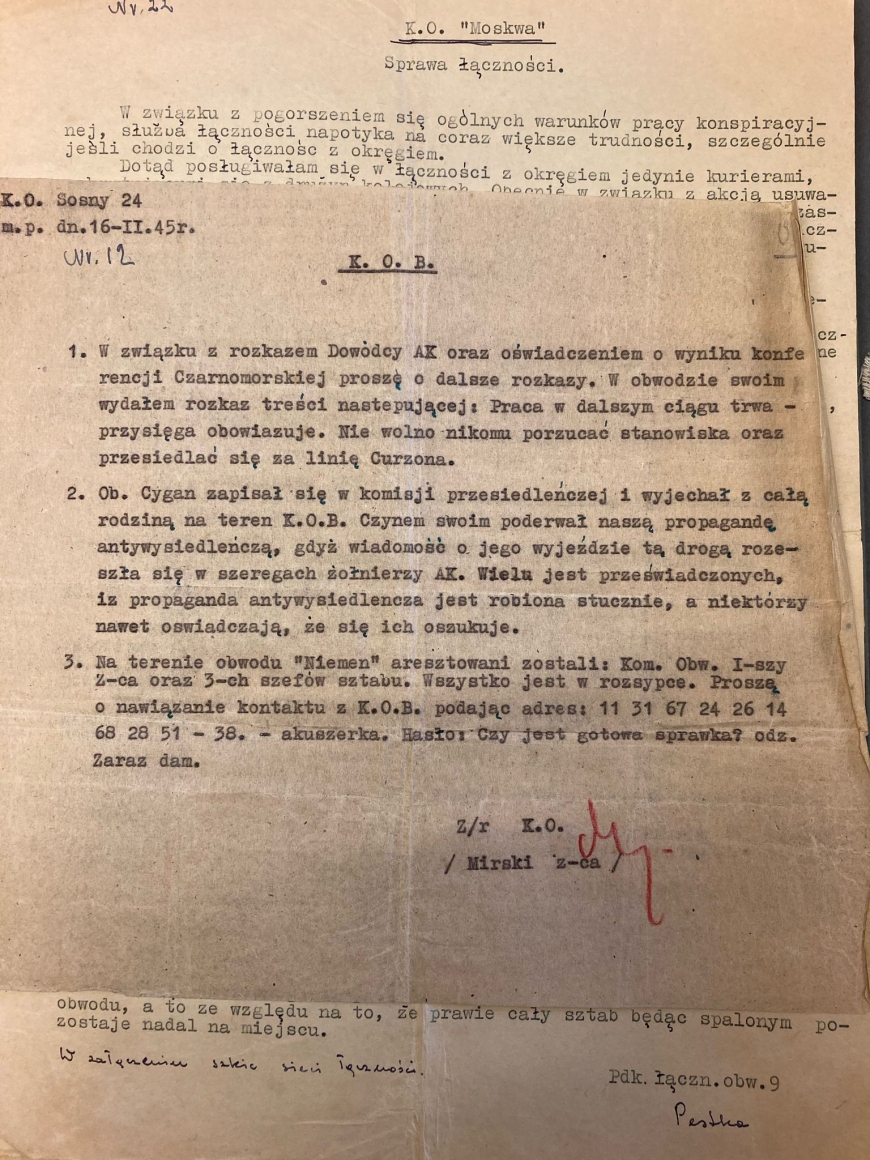 Nr. 22
K.O. "Moskwa"
Sprawa łączności.
W związku z pogorszeniem się ogólnych warunków pracy konspiracyj-
nej, służba łączności napotyka na coraz większe trudności, szczególnie
jeśli chodzi o łącznośc z okręgiem.
Dotąd posługiwałam się w łączności z okręgiem jedynie kurierami,
Obecnie w związku z akcją usuwa-
K.O. Sosny 24
m.p. dn.16-II.45r.
Nr. 12
K. O. B.
1. W związku z rozkazem Dowódcy AK oraz oświadczeniem o wyniku konfe
rencji Czarnomorskiej proszę o dalsze rozkazy. W obwodzie swoim
wydałem rozkaz treści nastepującej: Praca w dalszym ciągu trwa -
przysięga obowiazuje. Nie wolno nikomu porzucać stanowiska oraz
przesiedlać się za linię Curzona.
2. Ob. Cygan zapisał się w komisji przesiedleńczej i wyjechał z całą
rodziną na teren K.O.B. Czynem swoim poderwał naszą propagandę
antywysiedleńczą, gdyż wiadomość o jego wyjeździe tą drogą roze-
szła się w szeregach żołnierzy AK. Wielu jest przeświadczonych,
iz propaganda antywysiedlencza jest robiona stucznie, a niektórzy
nawet oswiądczają, że się ich oszukuje.
3. Na terenie obwodu "Niemen" aresztowani zostali: Kom. Obw. I-szy
Z-ca oraz 3-ch szefów sztabu. Wszystko jest w rozsypce. Proszą
o nawiązanie kontaktu z K.O.B. podając adres: 11 31 67 24 26 14
68 28 51 - 38. - akuszerka. Hasło: Czy jest gotowa sprawka? odz.
Zaraz dam.
Z/r K.O.
/ Mirski z-ca /
obwodu, a to ze względu na to, że prawie cały sztab będąc spalonym po-
zostaje nadal na miejscu.
W załączeniu szkic sieci łączności.
Pdk. łączn.obw.9
Pestka